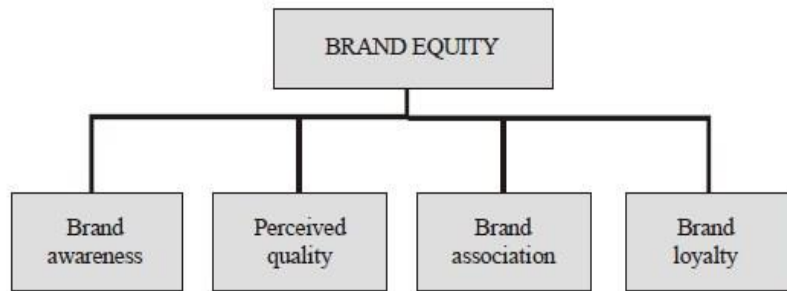 BRAND EQUITY
Brand
awareness
Perceived
quality
Brand
association
Brand
loyalty